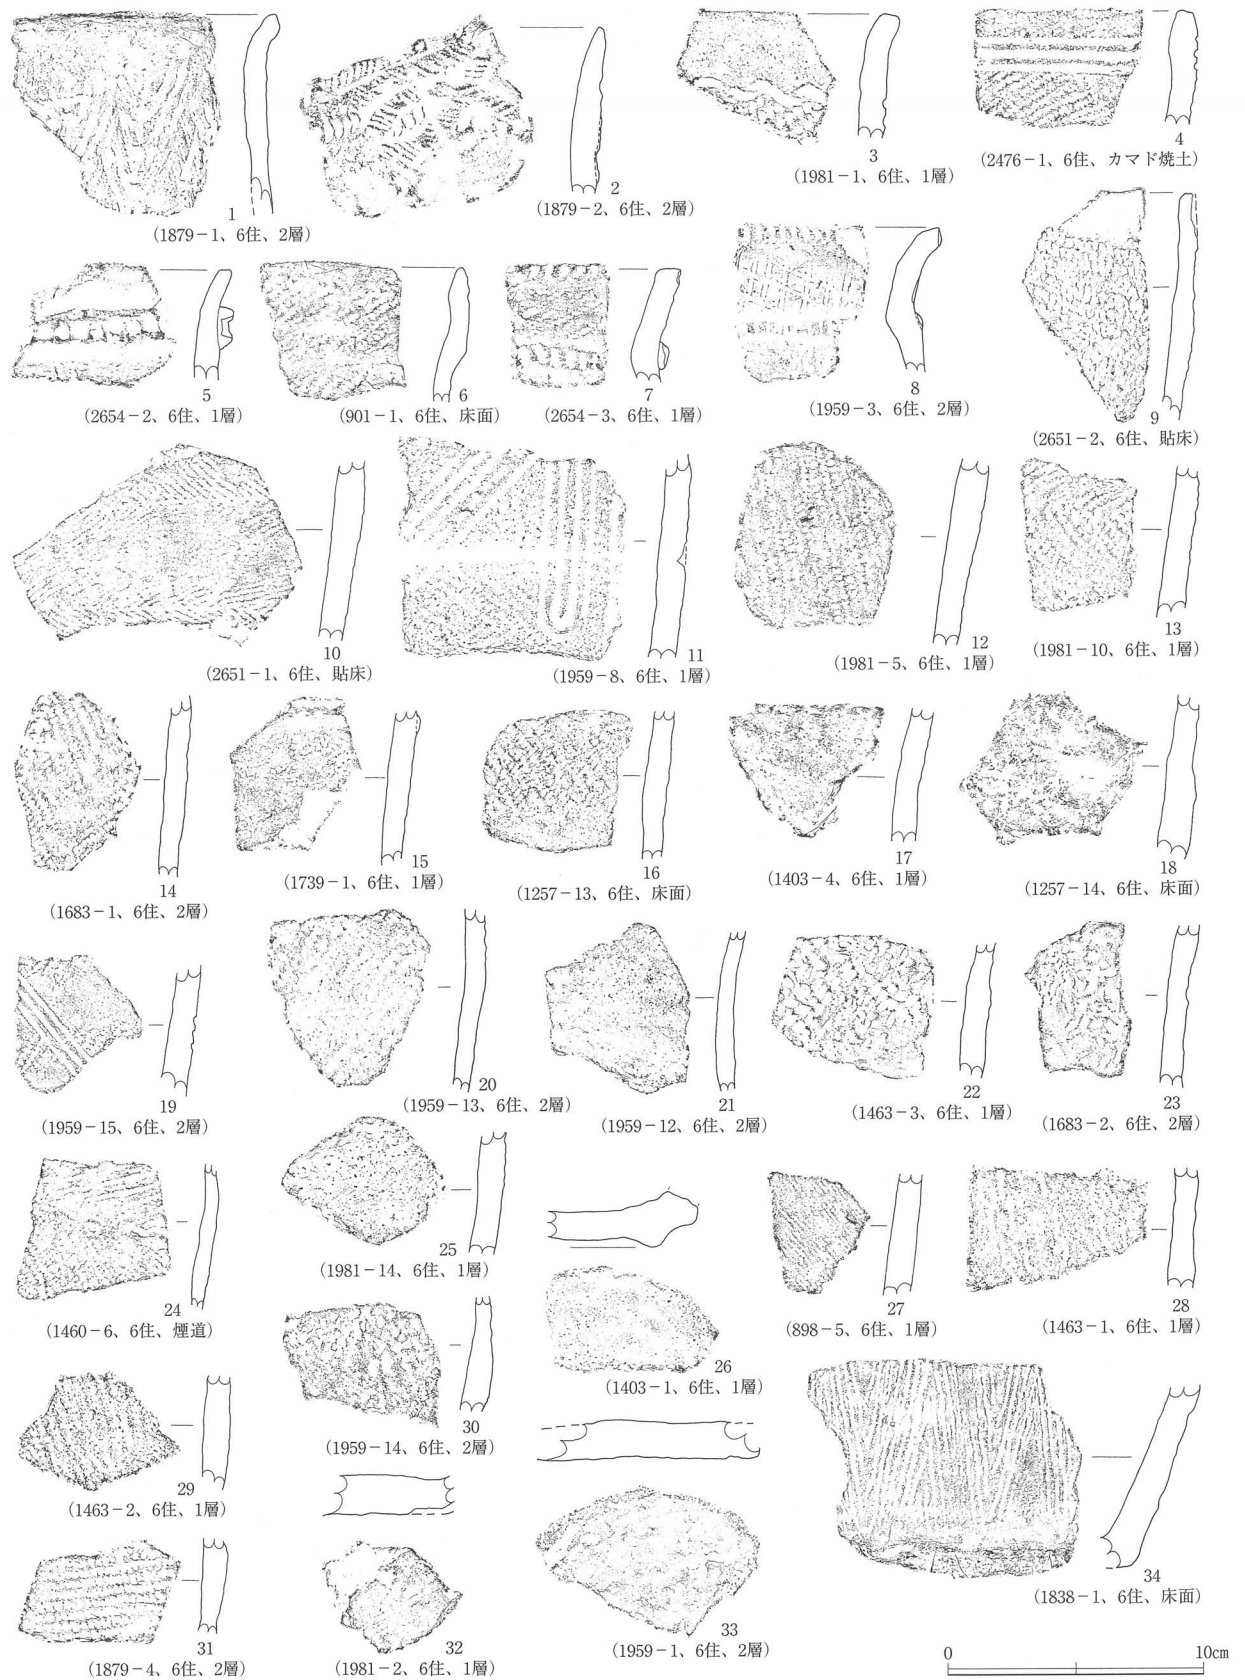 1
(1879-1、6住、2層)
2
(1879-2、6住、2層)
3
(1981-1、6住、1層)
4
(2476-1、6住、カマド焼土)
5
(2654-2、6住、1層)
6
(901-1、6住、床面)
7
(2654-3、6住、1層)
8
(1959-3、6住、2層)
9
(2651-2、6住、貼床)
10
(2651-1、6住、貼床)
11
(1959-8、6住、1層)
12
(1981-5、6住、1層)
13
(1981-10、6住、1層)
14
(1683-1、6住、2層)
15
(1739-1、6住、1層)
16
(1257-13、6住、床面)
17
(1403-4、6住、1層)
18
(1257-14、6住、床面)
19
(1959-15、6住、2層)
20
(1959-13、6住、2層)
21
(1959-12、6住、2層)
22
(1463-3、6住、1層)
23
(1683-2、6住、2層)
24
(1460-6、6住、煙道)
25
(1981-14、6住、1層)
26
(1403-1、6住、1層)
27
(898-5、6住、1層)
28
(1463-1、6住、1層)
29
(1463-2、6住、1層)
30
(1959-14、6住、2層)
31
(1879-4、6住、2層)
32
(1981-2、6住、1層)
33
(1959-1、6住、2層)
34
(1838-1、6住、床面)
0 10cm